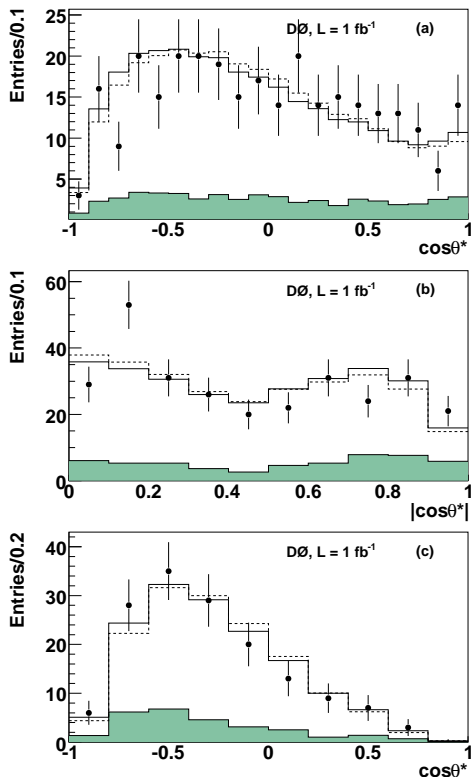 Entries/0.1
25
20
15
10
5
DØ, L = 1 fb⁻¹ (a)
-1 -0.5 0 0.5 1
cosθ*
Entries/0.1
60
40
20
0
DØ, L = 1 fb⁻¹ (b)
0 0.2 0.4 0.6 0.8 1
|cosθ*|
Entries/0.2
40
30
20
10
0
DØ, L = 1 fb⁻¹ (c)
-1 -0.5 0 0.5 1
cosθ*